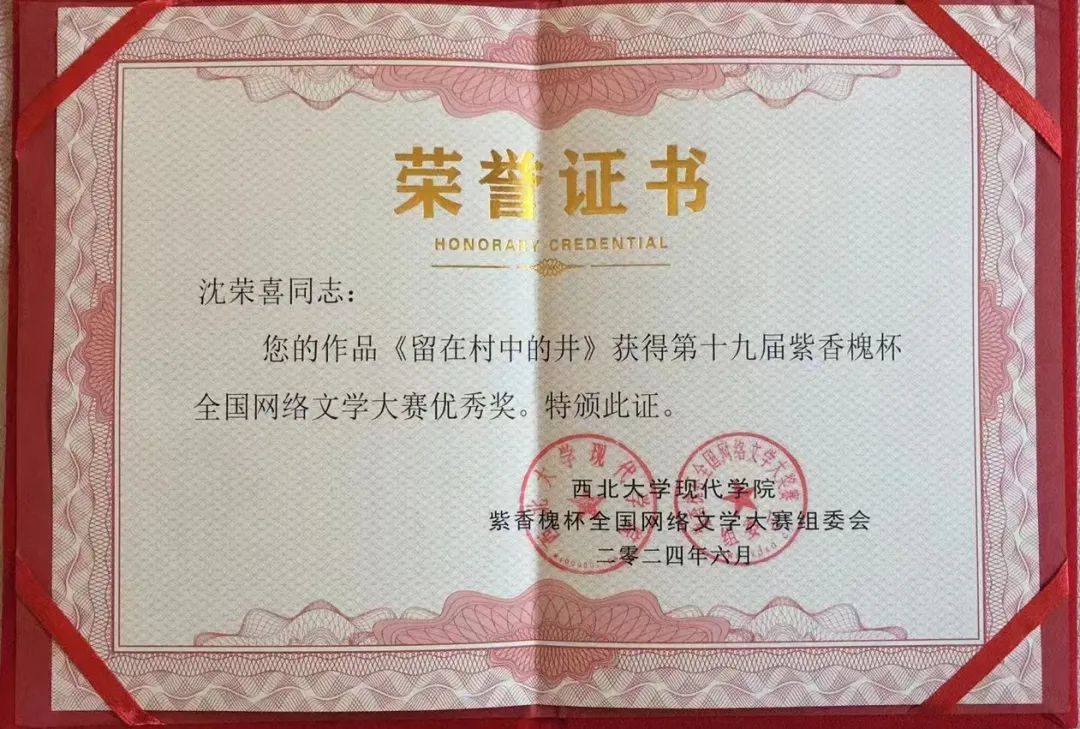 荣誉证书
HONORARY CREDENTIAL
沈荣喜同志：
您的作品《留在村中的井》获得第十九届紫香槐杯
全国网络文学大赛优秀奖。特颁此证。
西北大学现代学院
紫香槐杯全国网络文学大赛组委会
二零二四年六月